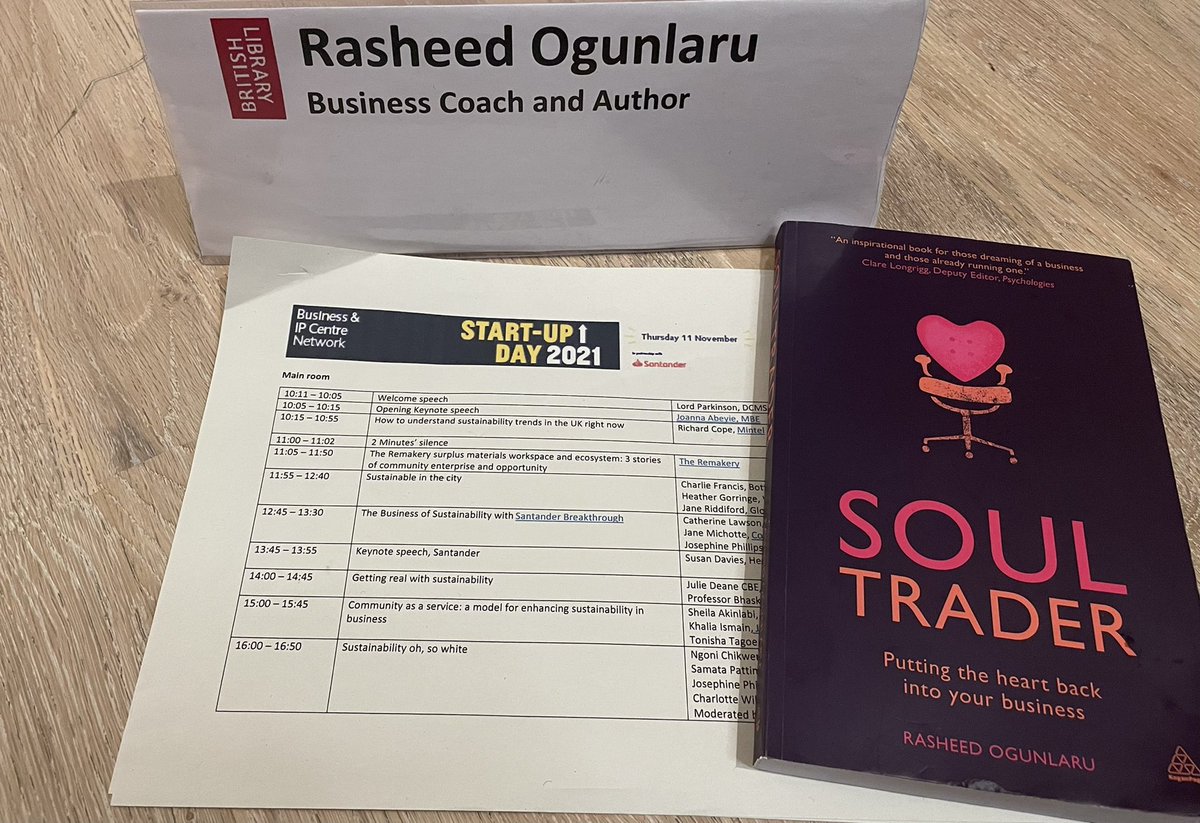 LIBRARY
BRITISH
Rasheed Ogunlaru
Business Coach and Author
Business &
IP Centre
Network
START-UP
DAY 2021
Thursday 11 November
In partnership with
Santander
Main room
10:11 – 10:05 Welcome speech Lord Parkinson, DCMS
10:05 – 10:15 Opening Keynote speech Joanna Abeyie, MBE
10:15 – 10:55 How to understand sustainability trends in the UK right now Richard Cope, Mintel
11:00 – 11:02 2 Minutes' silence
11:05 – 11:50 The Remakery surplus materials workspace and ecosystem: 3 stories
of community enterprise and opportunity The Remakery
11:55 – 12:40 Sustainable in the city Charlie Francis,
Heather Gorringe,
Jane Riddiford,
12:45 – 13:30 The Business of Sustainability with Santander Breakthrough Catherine Lawson,
Jane Michotte,
Josephine Phillips
13:45 – 13:55 Keynote speech, Santander Susan Davies,
14:00 – 14:45 Getting real with sustainability Julie Deane CBE,
Professor
15:00 – 15:45 Community as a service: a model for enhancing sustainability in
business Sheila Akinlabi,
Khalia Ismain,
Tonisha Tagoe
16:00 – 16:50 Sustainability oh, so white Ngoni
Samata
Josephine
Charlotte
Moderated
"An inspirational book for those dreaming of a business
and those already running one."
Clare Longrigg, Deputy Editor, Psychologies
SOUL
TRADER
Putting the heart back
into your business
RASHEED OGUNLARU